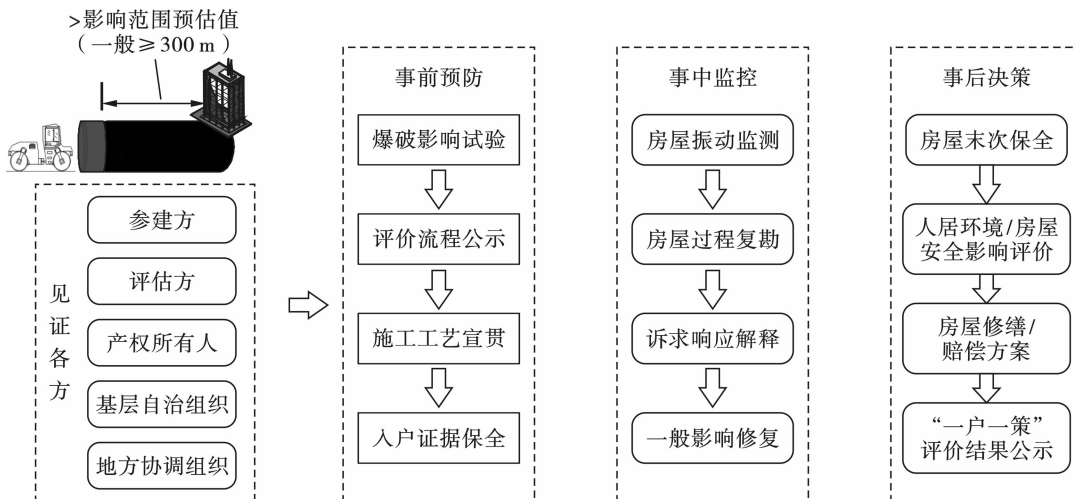 >影响范围预估值
(一般≥300 m)
见证各方
参建方
评估方
产权所有人
基层自治组织
地方协调组织
事前预防
爆破影响试验
评价流程公示
施工工艺宣贯
入户证据保全
事中监控
房屋振动监测
房屋过程复勘
诉求响应解释
一般影响修复
事后决策
房屋末次保全
人居环境/房屋
安全影响评价
房屋修缮/
赔偿方案
“一户一策”
评价结果公示